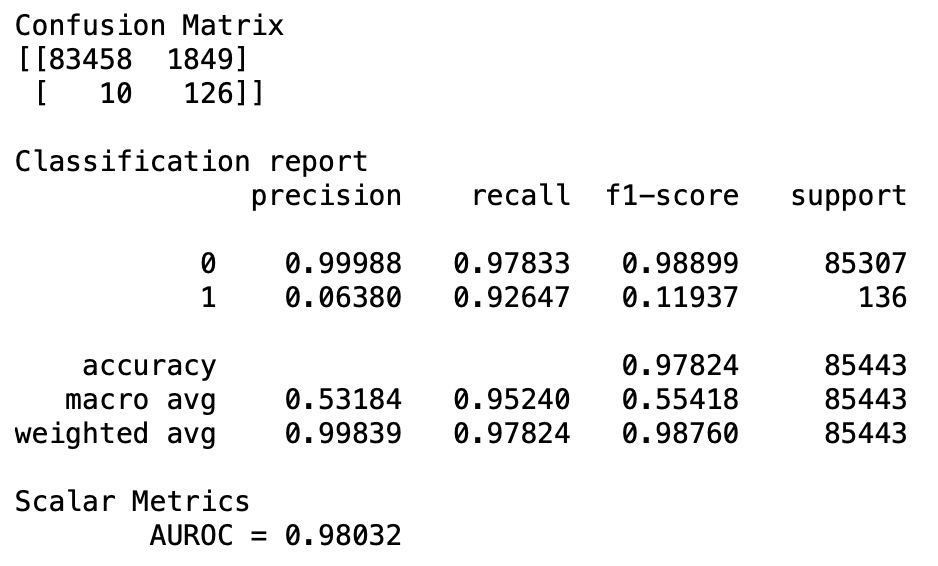 Confusion Matrix
[[83458  1849]
 [   10   126]]
Classification report
              precision    recall  f1-score   support
           0    0.99988   0.97833   0.98899     85307
           1    0.06380   0.92647   0.11937       136
    accuracy                        0.97824     85443
   macro avg    0.53184   0.95240   0.55418     85443
weighted avg    0.99839   0.97824   0.98760     85443
Scalar Metrics
        AUROC = 0.98032